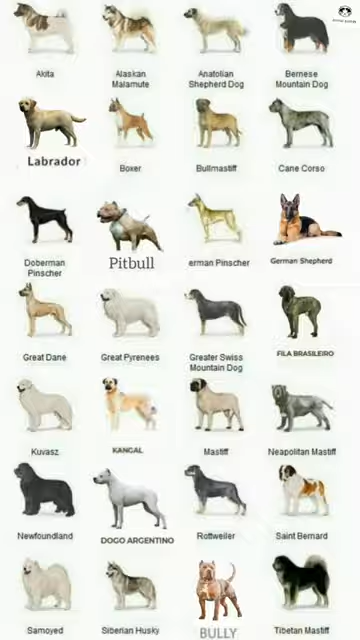 Akita
Alaskan
Malamute
Anatolian
Shepherd Dog
Bernese
Mountain Dog
Labrador
Boxer
Bullmastiff
Cane Corso
Doberman
Pinscher
Pitbull
erman Pinscher
German Shepherd
Great Dane
Great Pyrenees
Greater Swiss
Mountain Dog
FILA BRASILEIRO
Kuvasz
KANGAL
Mastiff
Neapolitan Mastiff
Newfoundland
DOGO ARGENTINO
Rottweiler
Saint Bernard
Samoyed
Siberian Husky
BULLY
Tibetan Mastif